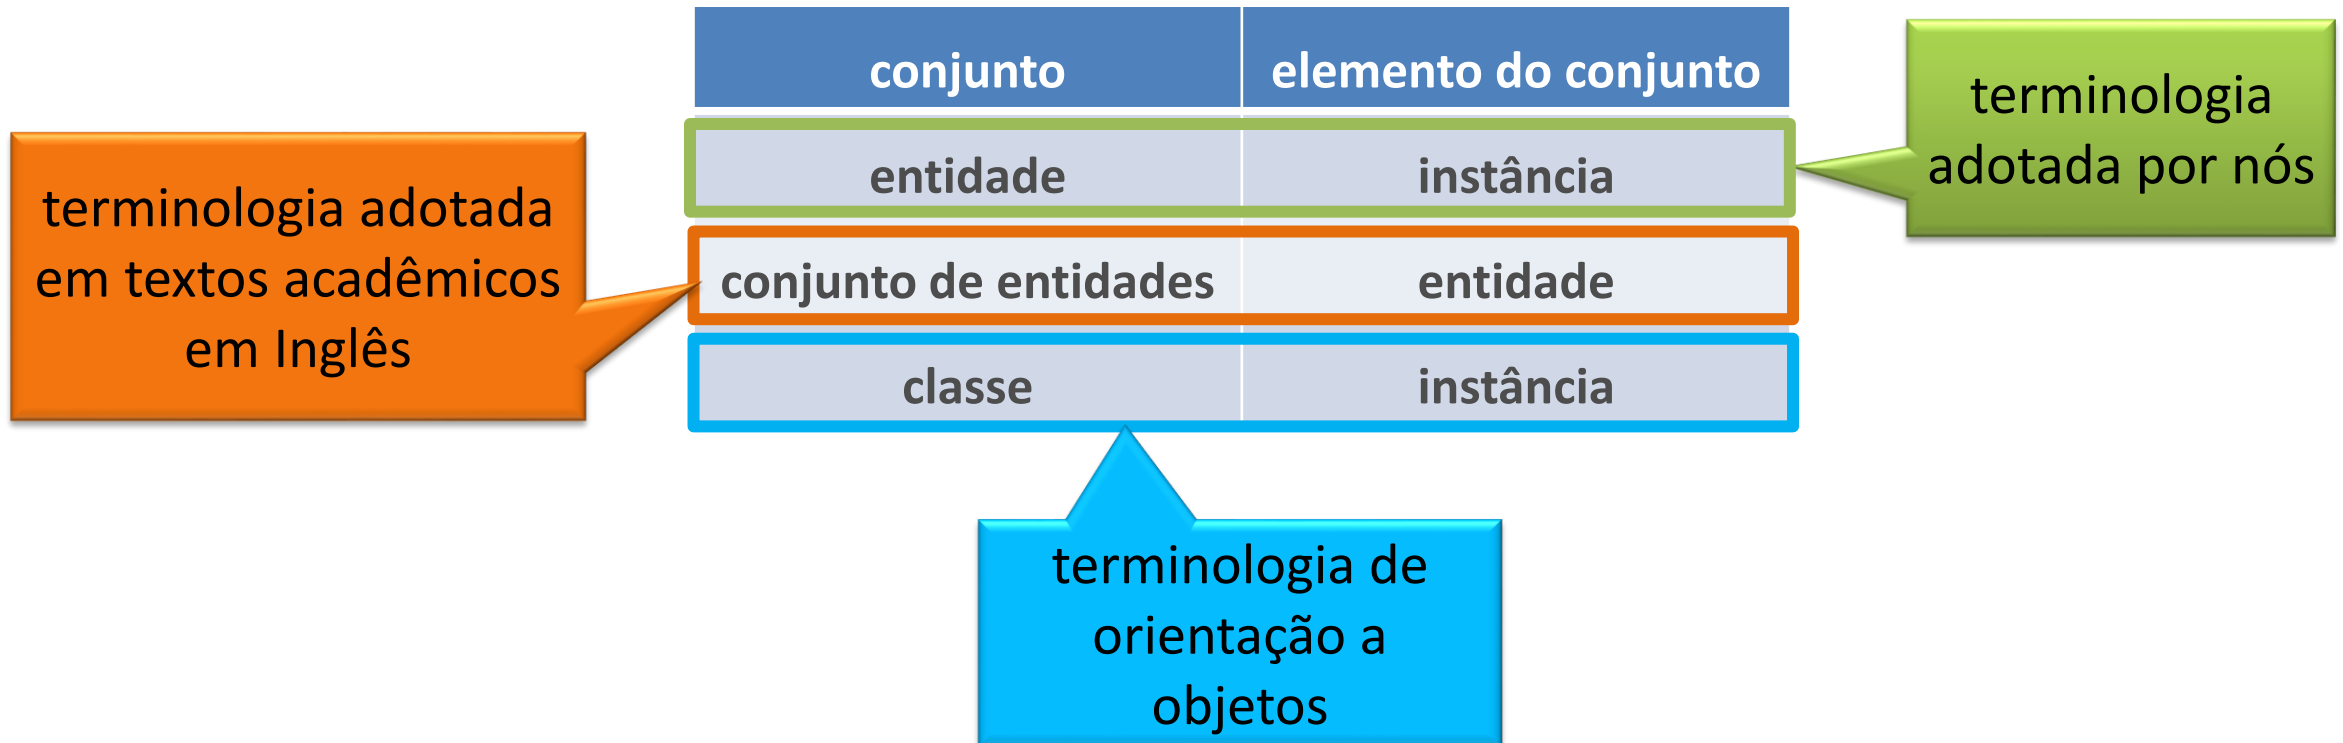 conjunto
elemento do conjunto
entidade
instância
conjunto de entidades
entidade
classe
instância
terminologia
adotada por nós
terminologia adotada
em textos acadêmicos
em Inglês
terminologia de
orientação a
objetos